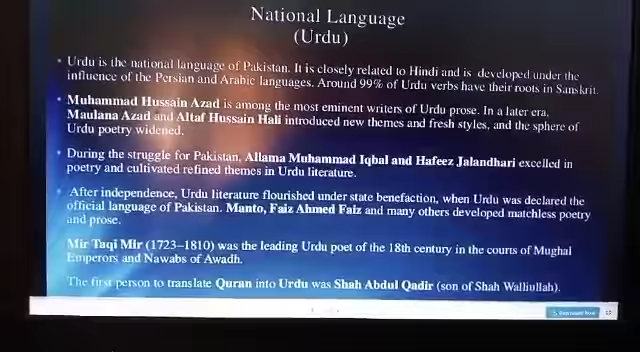 National Language
(Urdu)
• Urdu is the national language of Pakistan. It is closely related to Hindi and is developed under the
influence of the Persian and Arabic languages. Around 99% of Urdu verbs have their roots in Sanskrit.
• Muhammad Hussain Azad is among the most eminent writers of Urdu prose. In a later era,
Maulana Azad and Altaf Hussain Hali introduced new themes and fresh styles, and the sphere of
Urdu poetry widened.
• During the struggle for Pakistan, Allama Muhammad Iqbal and Hafeez Jalandhari excelled in
poetry and cultivated refined themes in Urdu literature.
• After independence, Urdu literature flourished under state benefaction, when Urdu was declared the
official language of Pakistan. Manto, Faiz Ahmed Faiz and many others developed matchless poetry
and prose.
Mir Taqi Mir (1723–1810) was the leading Urdu poet of the 18th century in the courts of Mughal
Emperors and Nawabs of Awadh.
The first person to translate Quran into Urdu was Shah Abdul Qadir (son of Shah Walliullah).